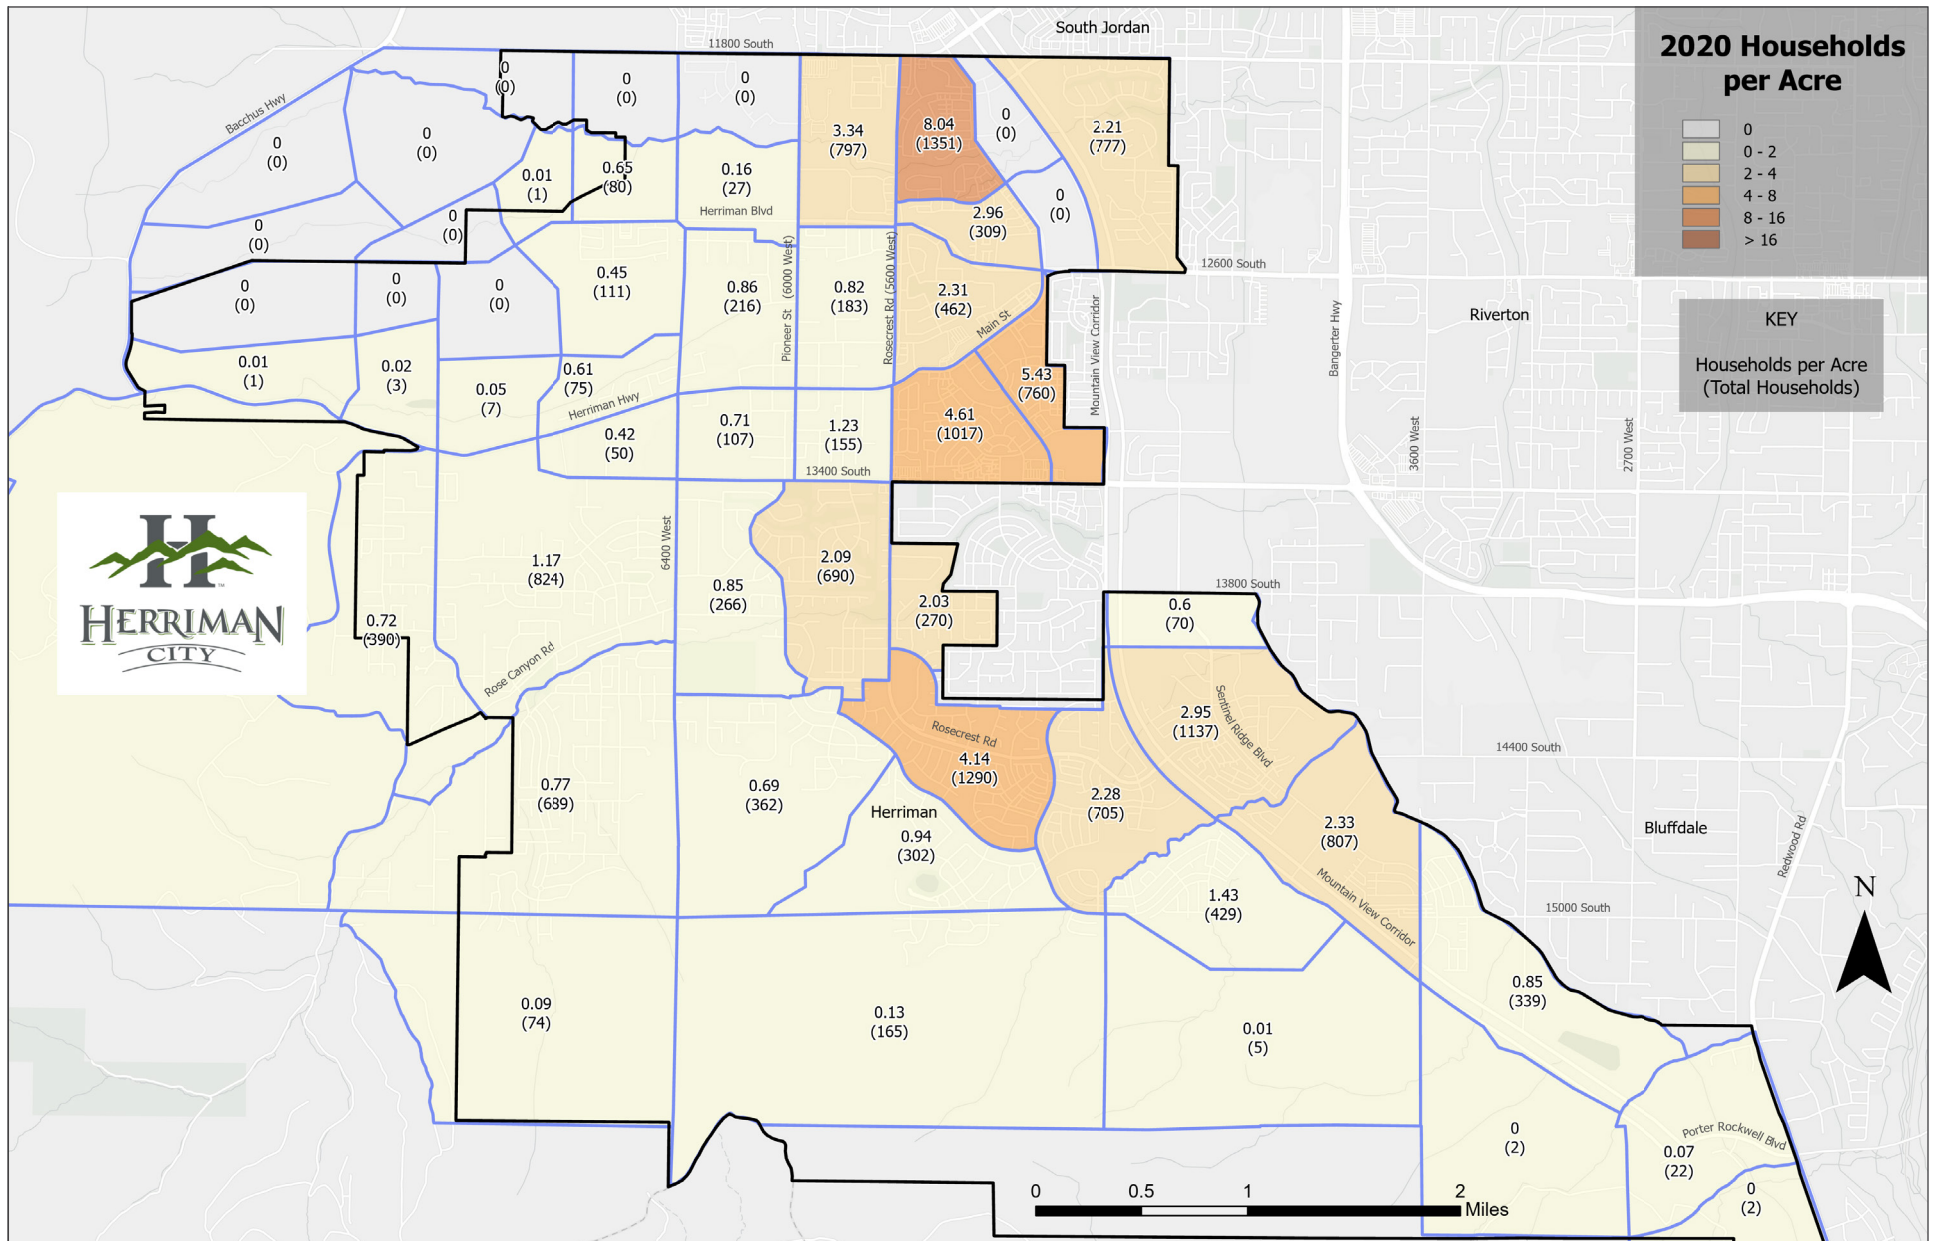 South Jordan
11800 South
2020 Households
per Acre
0
0 - 2
2 - 4
4 - 8
8 - 16
> 16
KEY
Households per Acre
(Total Households)
Bacchus Hwy
0
(0)
0
(0)
0
(0)
0
(0)
0
(0)
3.34
(797)
8.04
(1351)
0
(0)
2.21
(777)
0.01
(1)
0.65
(80)
0.16
(27)
Herriman Blvd
0
(0)
0
(0)
2.96
(309)
0
(0)
12600 South
0
(0)
0
(0)
0
(0)
0.45
(111)
0.86
(216)
Pioneer St (6000 West)
0.82
(183)
Rosecrest Rd (5600 West)
2.31
(462)
Main St
Mountain View Corridor
Bangerter Hwy
Riverton
0.01
(1)
0.02
(3)
0.05
(7)
0.61
(75)
Herriman Hwy
5.43
(760)
0.42
(50)
0.71
(107)
1.23
(155)
4.61
(1017)
13400 South
3600 West
2700 West
H
TM
HERRIMAN
CITY
6400 West
1.17
(824)
0.85
(266)
2.09
(690)
2.03
(270)
13800 South
0.6
(70)
0.72
(390)
Rose Canyon Rd
Rosecrest Rd
4.14
(1290)
2.95
(1137)
Sentinel Ridge Blvd
14400 South
0.77
(689)
0.69
(362)
Herriman
0.94
(302)
2.28
(705)
2.33
(807)
Bluffdale
Redwood Rd
N
1.43
(429)
Mountain View Corridor
15000 South
0.09
(74)
0.13
(165)
0.01
(5)
0.85
(339)
0
(2)
Porter Rockwell Blvd
0.07
(22)
0
(2)
0
0.5
1
2
Miles